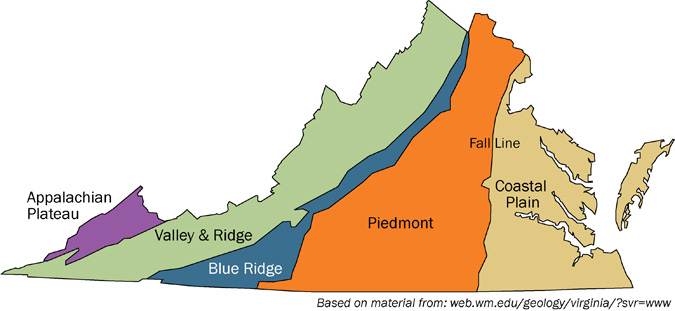 Fall Line
Appalachian
Plateau
Coastal
Plain
Piedmont
Valley & Ridge
Blue Ridge
Based on material from: web.wm.edu/geology/virginia/?svr=www